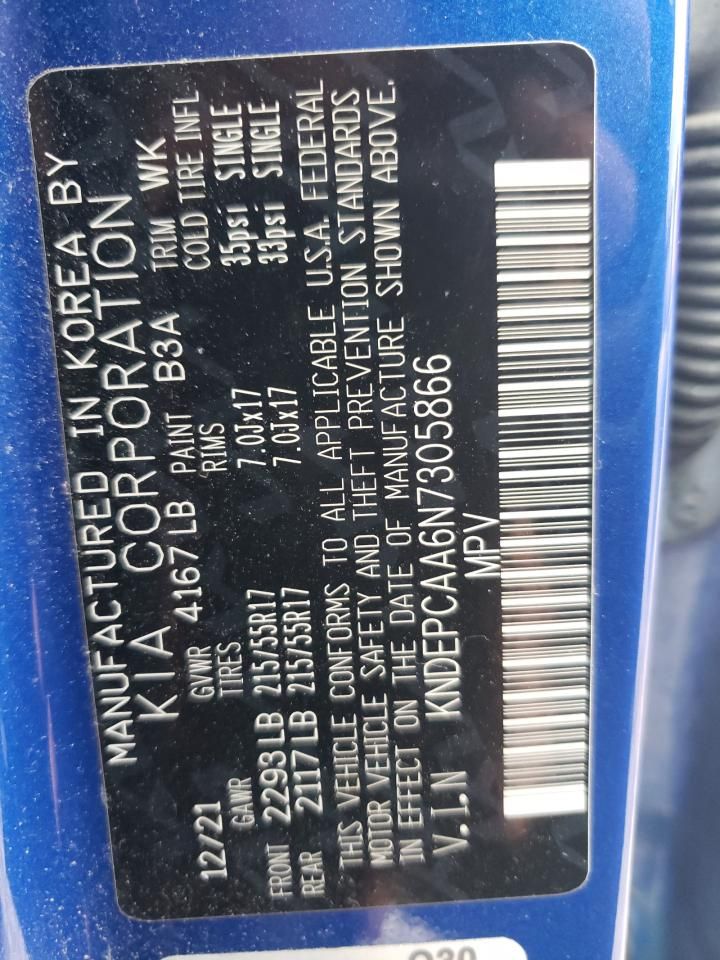 MANUFACTURED IN KOREA BY
KIA CORPORATION
12/21 GVWR 4167 LB PAINT B3A TRIM WK
GAWR TIRES RIMS COLD TIRE INFL
FRONT 2293 LB 215/55R17 7.0Jx17 35psi SINGLE
REAR 2117 LB 215/55R17 7.0Jx17 33psi SINGLE
THIS VEHICLE CONFORMS TO ALL APPLICABLE U.S.A. FEDERAL
MOTOR VEHICLE SAFETY AND THEFT PREVENTION STANDARDS
IN EFFECT ON THE DATE OF MANUFACTURE SHOWN ABOVE.
V.I.N KNDEPCAA6N7305866
MPV